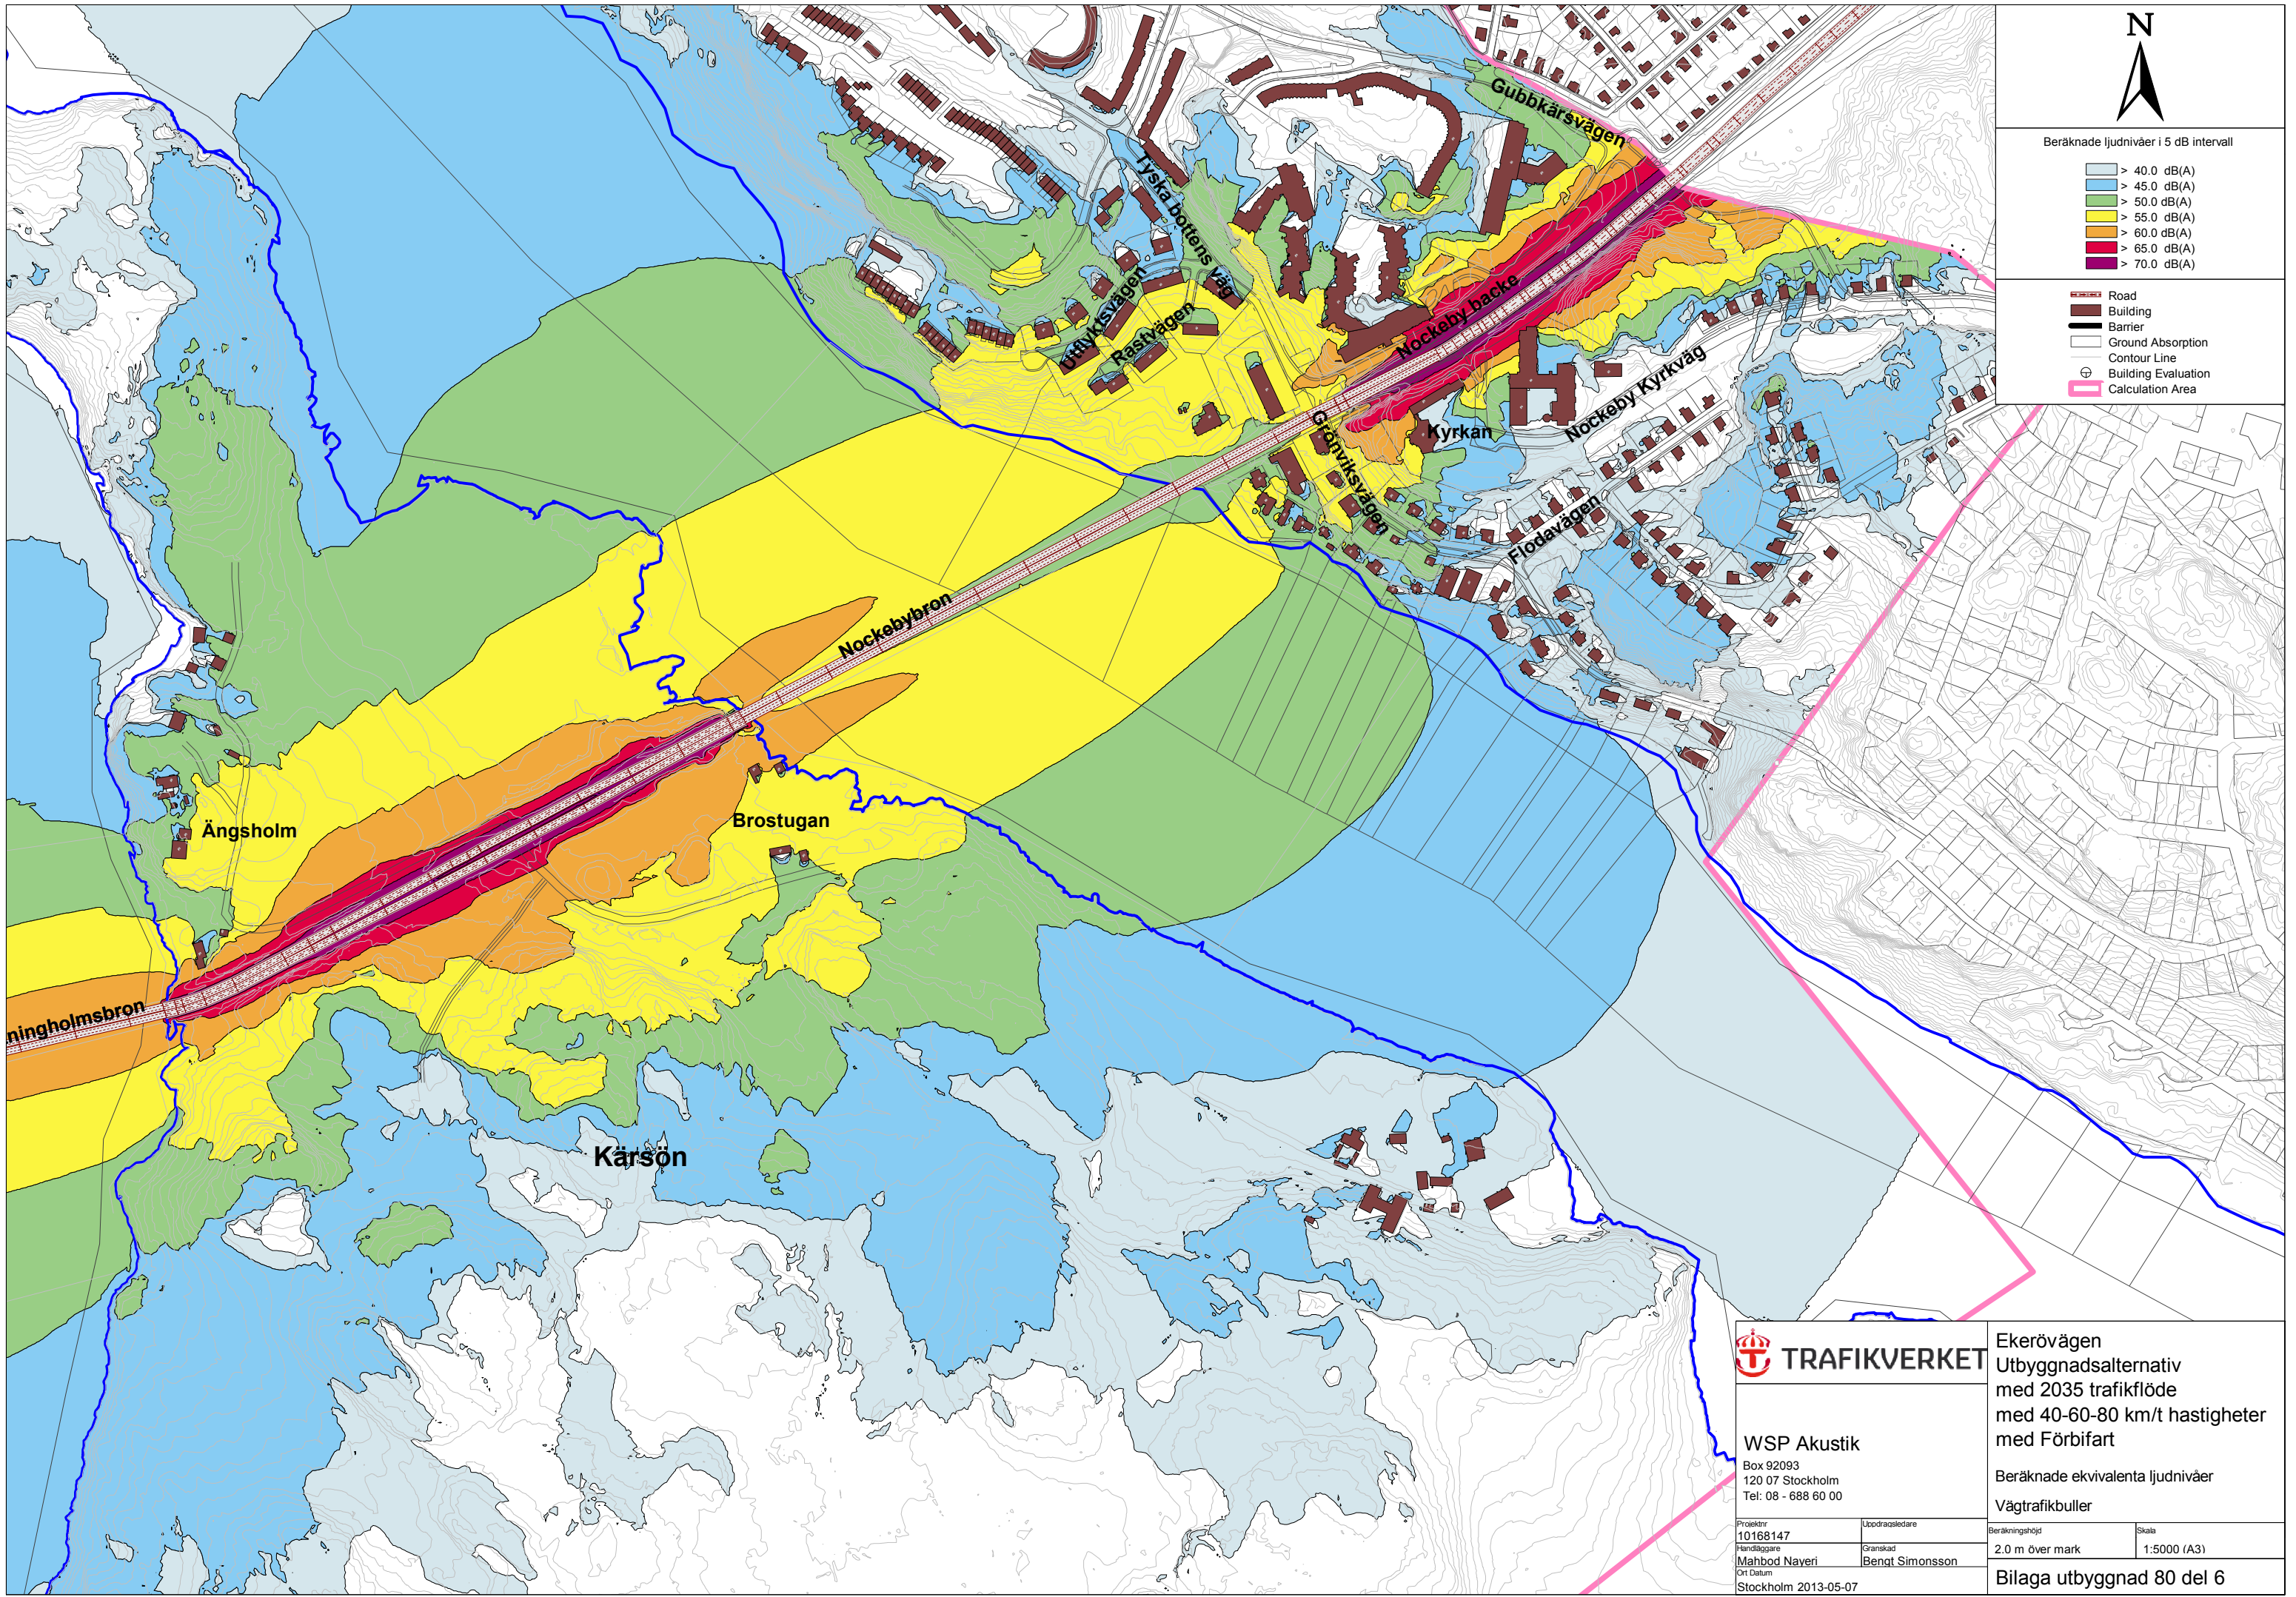 N
Beräknade ljudnivåer i 5 dB intervall
> 40.0 dB(A)
> 45.0 dB(A)
> 50.0 dB(A)
> 55.0 dB(A)
> 60.0 dB(A)
> 65.0 dB(A)
> 70.0 dB(A)
Road
Building
Barrier
Ground Absorption
Contour Line
Building Evaluation
Calculation Area
Gubbkärsvägen
Tyska bottens väg
Utflyktsvägen
Rastvägen
Nockeby backe
Nockeby Kyrkväg
Grönviksvägen
Kyrkan
Flodavägen
Nockebybron
Brostugan
Ängsholm
ningholmsbron
Kärsön
TRAFIKVERKET
WSP Akustik
Box 92093
120 07 Stockholm
Tel: 08 - 688 60 00
Projektnr
10168147
Uppdragsledare
Handläggare
Mahbod Nayeri
Granskad
Bengt Simonsson
Ort Datum
Stockholm 2013-05-07
Ekerövägen
Utbyggnadsalternativ
med 2035 trafikflöde
med 40-60-80 km/t hastigheter
med Förbifart
Beräknade ekvivalenta ljudnivåer
Vägtrafikbuller
Beräkningshöjd
2.0 m över mark
Skala
1:5000 (A3)
Bilaga utbyggnad 80 del 6